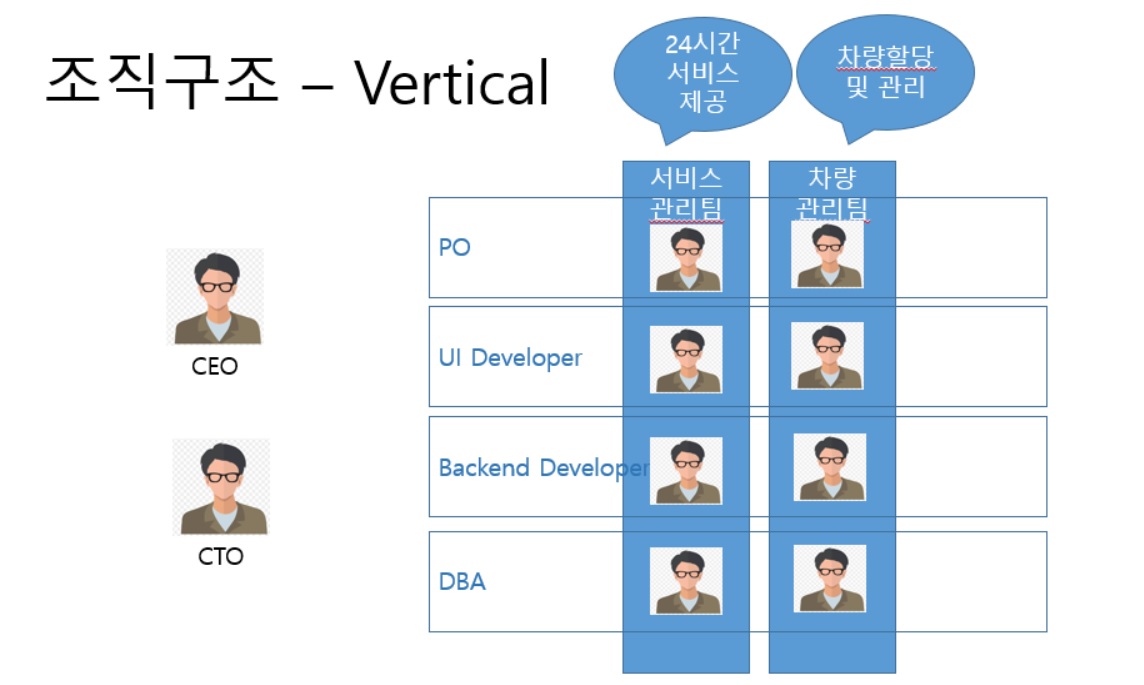 조직구조 – Vertical
24시간
서비스
제공
차량할당
및 관리
서비스
관리팀
차량
관리팀
PO
UI Developer
Backend Developer
DBA
CEO
CTO